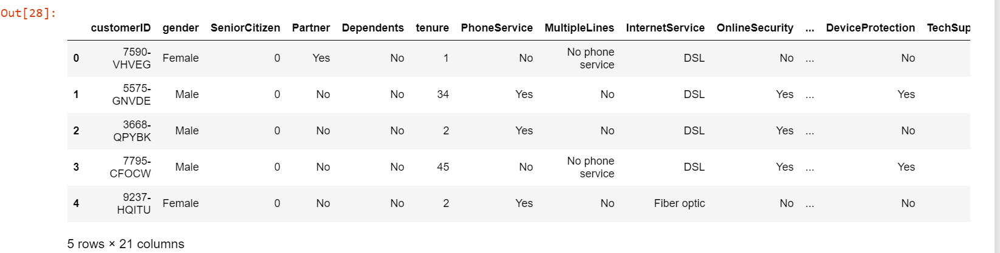 Out[28]:
customerID gender SeniorCitizen Partner Dependents tenure PhoneService MultipleLines InternetService OnlineSecurity ... DeviceProtection TechSup
0 7590-VHVEG Female 0 Yes No 1 No No phone service DSL No ... No
1 5575-GNVDE Male 0 No No 34 Yes No DSL Yes ... Yes
2 3668-QPYBK Male 0 No No 2 Yes No DSL Yes ... No
3 7795-CFOCW Male 0 No No 45 No No phone service DSL Yes ... Yes
4 9237-HQITU Female 0 No No 2 Yes No Fiber optic No ... No
5 rows × 21 columns